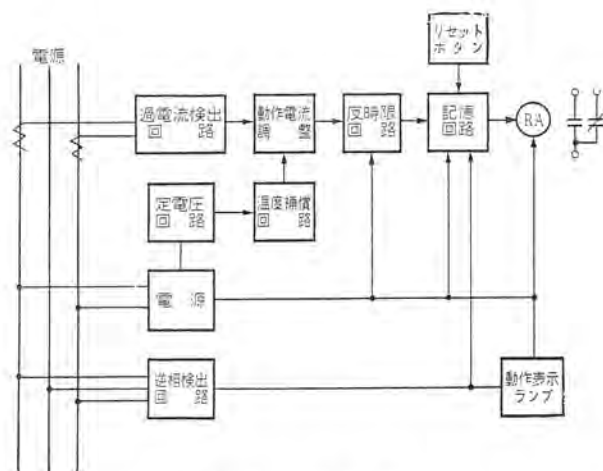 リセット
ボタン
電源
過電流検出
回路
動作電流
調整
反時限
回路
記憶
回路
RA
定電圧
回路
温度補償
回路
電源
逆相検出
回路
動作表示
ランプ